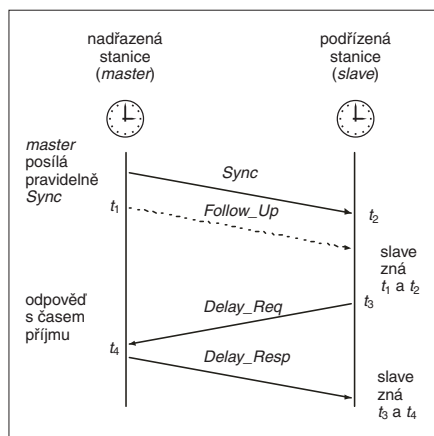 nadřazená
stanice
(master)
podřízená
stanice
(slave)
master
posílá
pravidelně
Sync
Sync
t1
Follow_Up
t2
slave
zná
t1 a t2
odpověď
s časem
příjmu
Delay_Req
t3
t4
Delay_Resp
slave
zná
t3 a t4